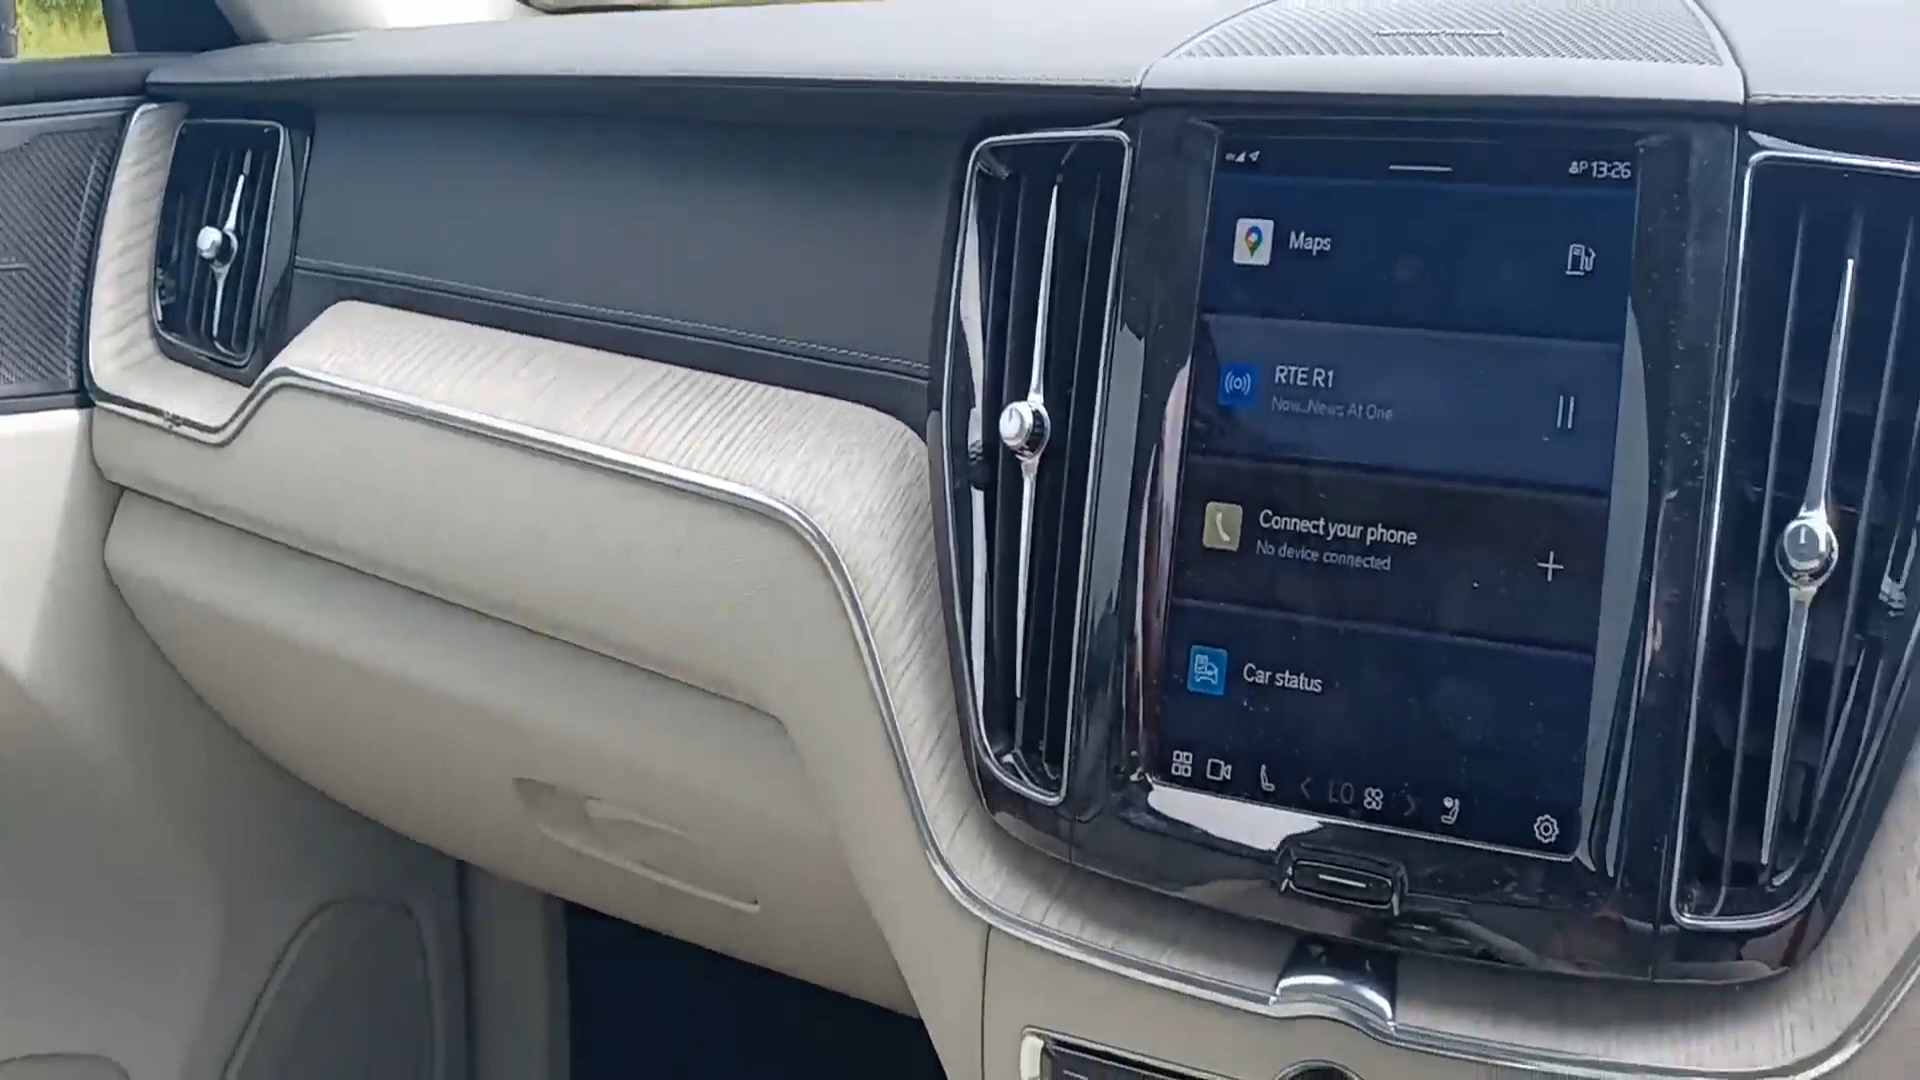 P 13:26
Maps
RTE R1
Now..News At One
Connect your phone
No device connected
Car status
LO